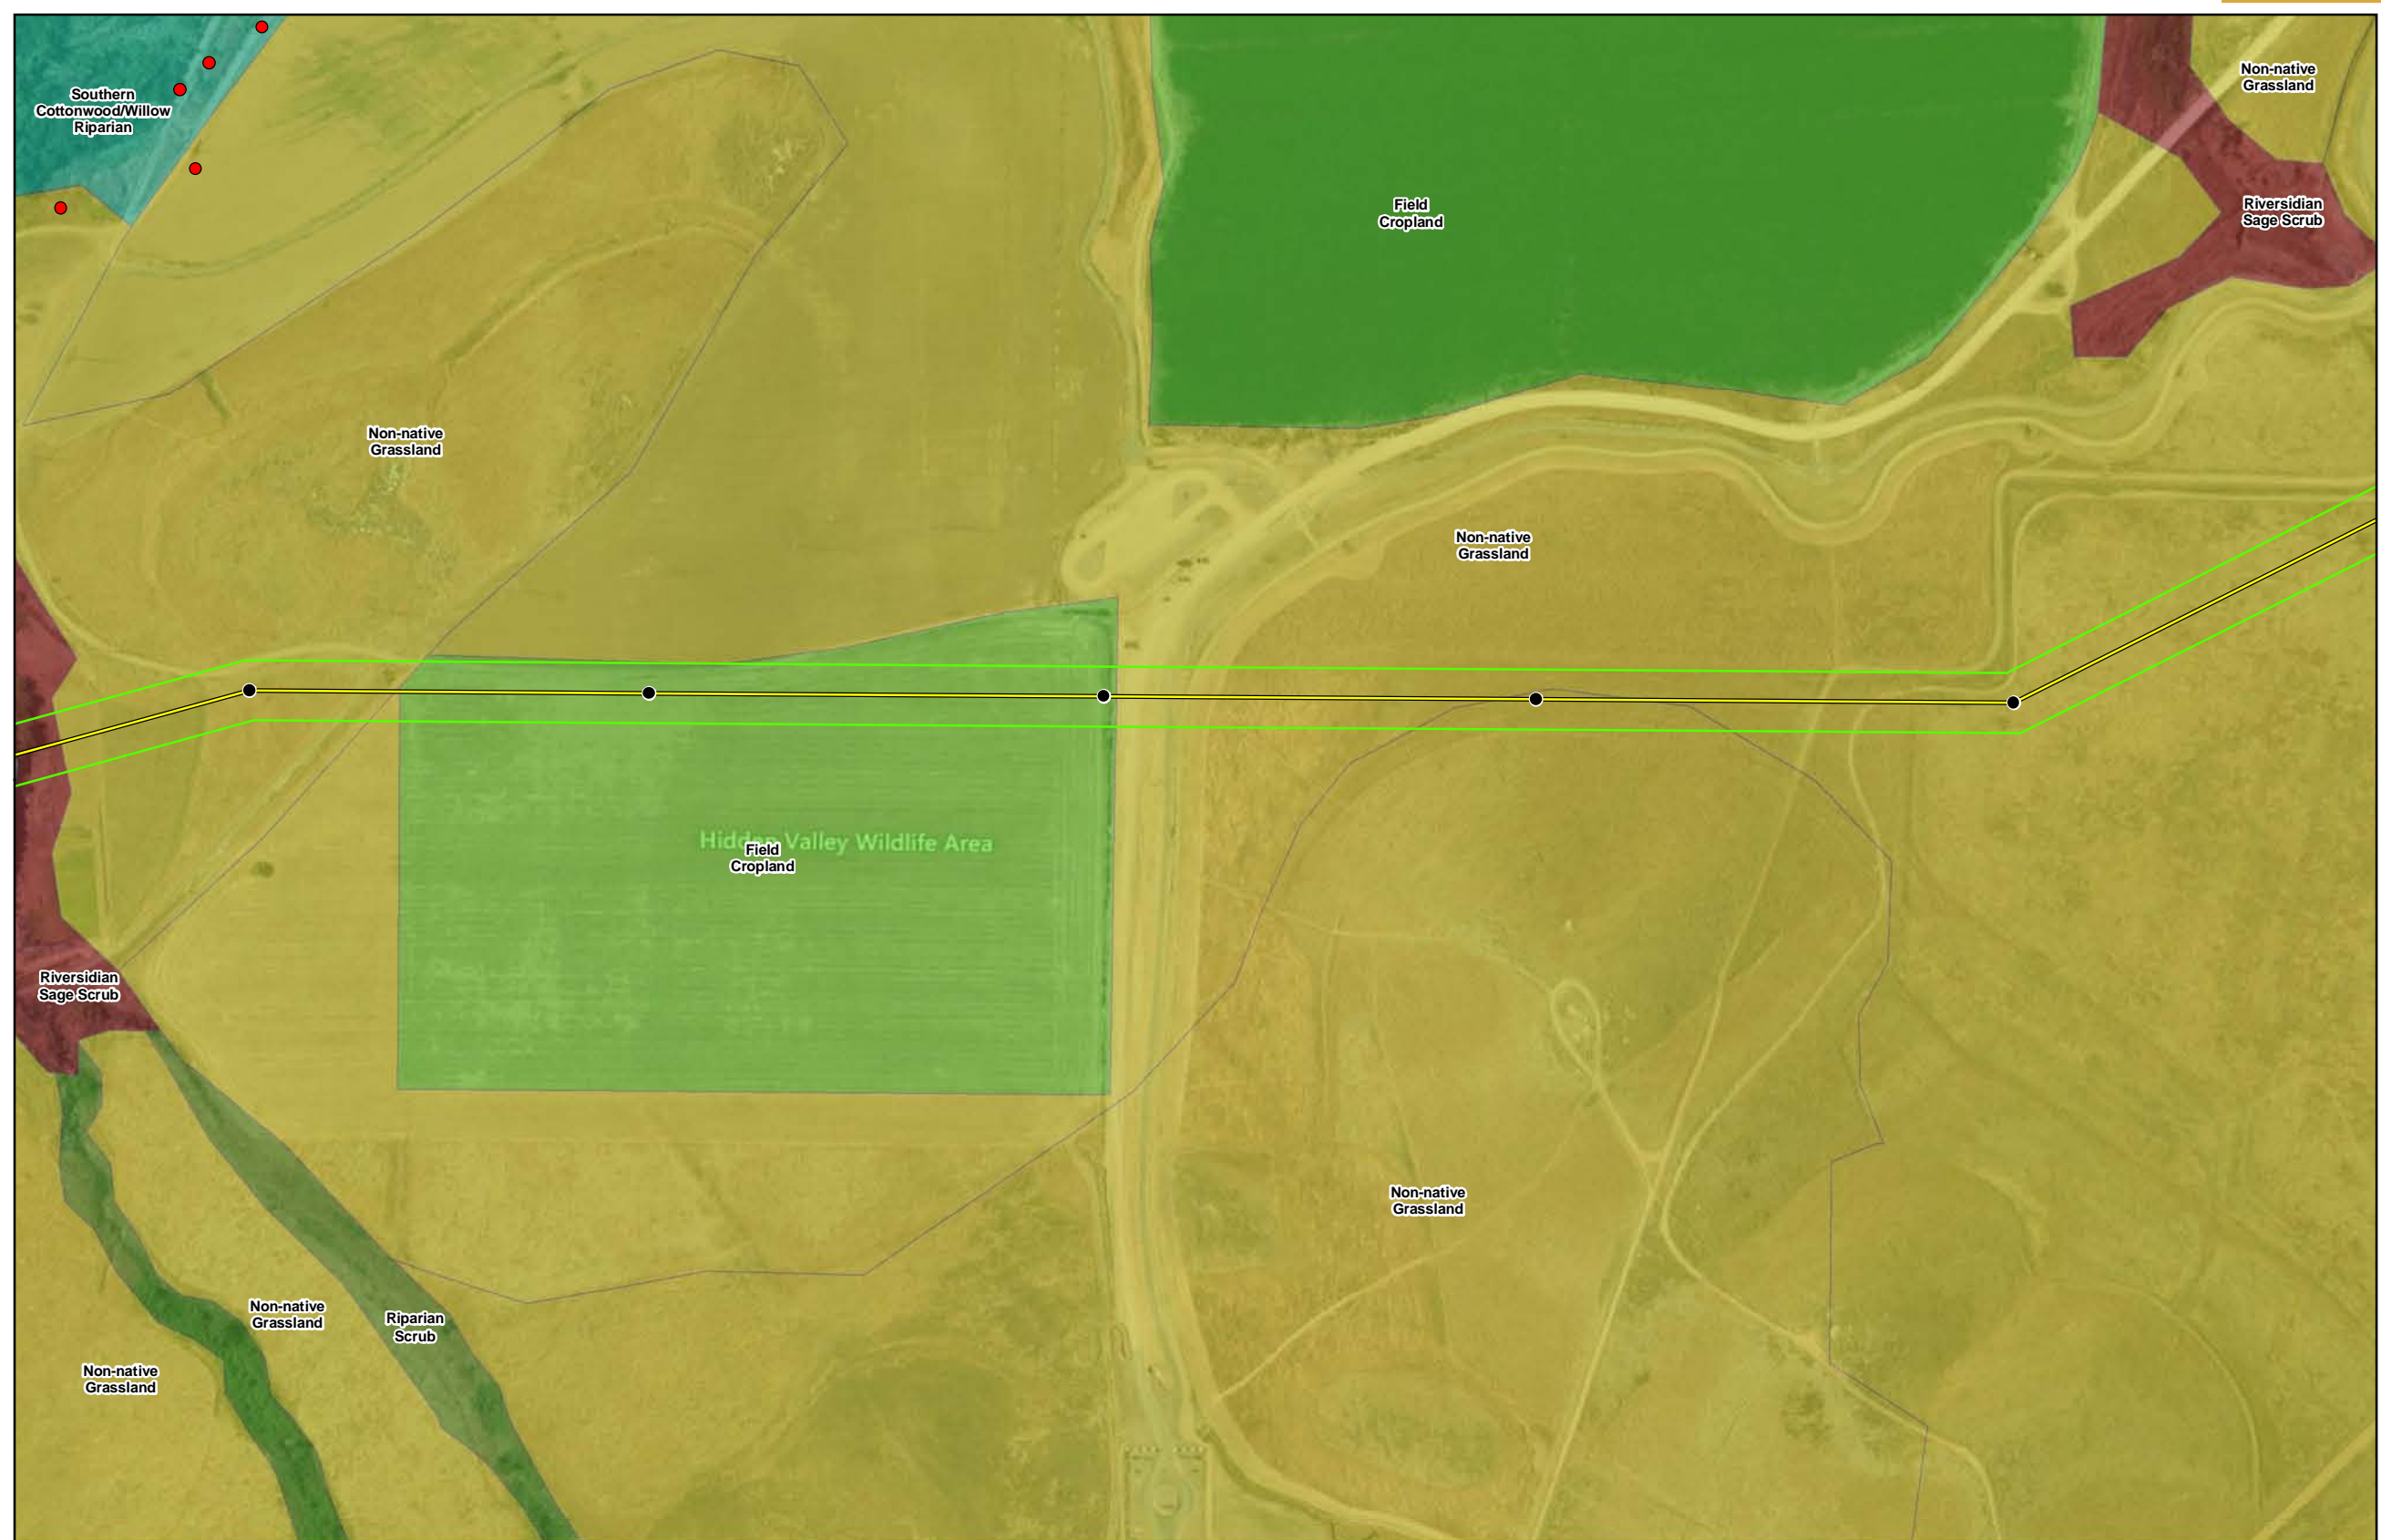 Non-native
Grassland
Southern
Cottonwood/Willow
Riparian
Field
Cropland
Riversidian
Sage Scrub
Non-native
Grassland
Non-native
Grassland
Hidden Valley Wildlife Area
Field
Cropland
Riversidian
Sage Scrub
Non-native
Grassland
Non-native
Grassland
Riparian
Scrub
Non-native
Grassland